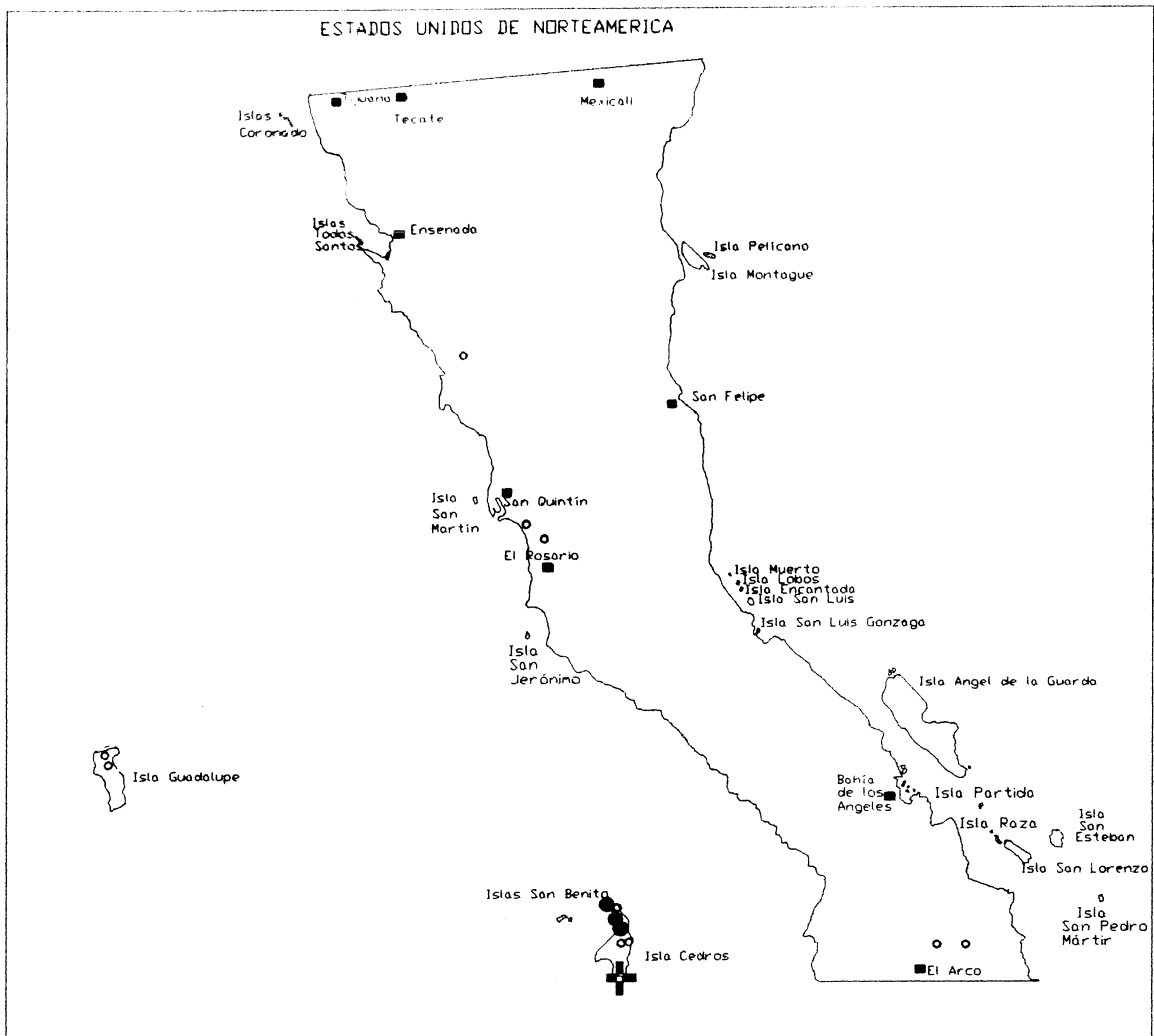 ESTADOS UNIDOS DE NORTEAMERICA
Tijuana
Tecate
Mexicali
Islas
Coronado
Islas
Todos
Santos
Ensenada
Isla Pelicano
Isla Montague
San Felipe
Isla
San
Martín
San Quintín
El Rosario
Isla Muerto
Isla Lobos
Isla Encantada
Isla San Luis
Isla San Luis Gonzaga
Isla
San
Jerónimo
Isla Angel de la Guarda
Isla Guadalupe
Bahía
de los
Angeles
Isla Partida
Isla Raza
Isla
San
Esteban
Isla San Lorenzo
Islas San Benito
Isla
San Pedro
Mártir
Isla Cedros
El Arco